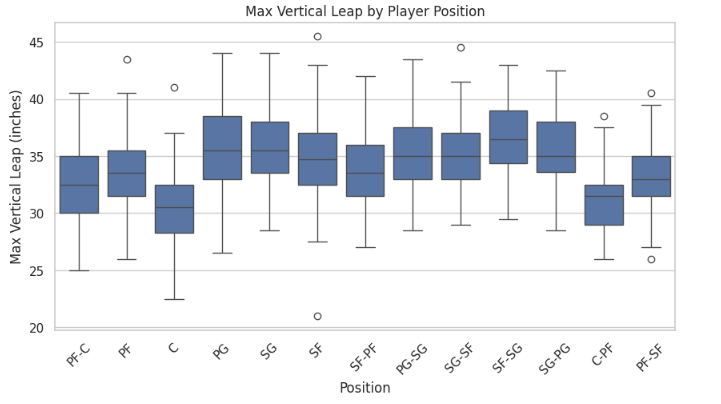 Max Vertical Leap by Player Position
Max Vertical Leap (inches)
45
40
35
30
25
20
PF-C
PF
C
PG
SG
SF
SF-PF
PG-SG
SG-SF
SF-SG
SG-PG
C-PF
PF-SF
Position